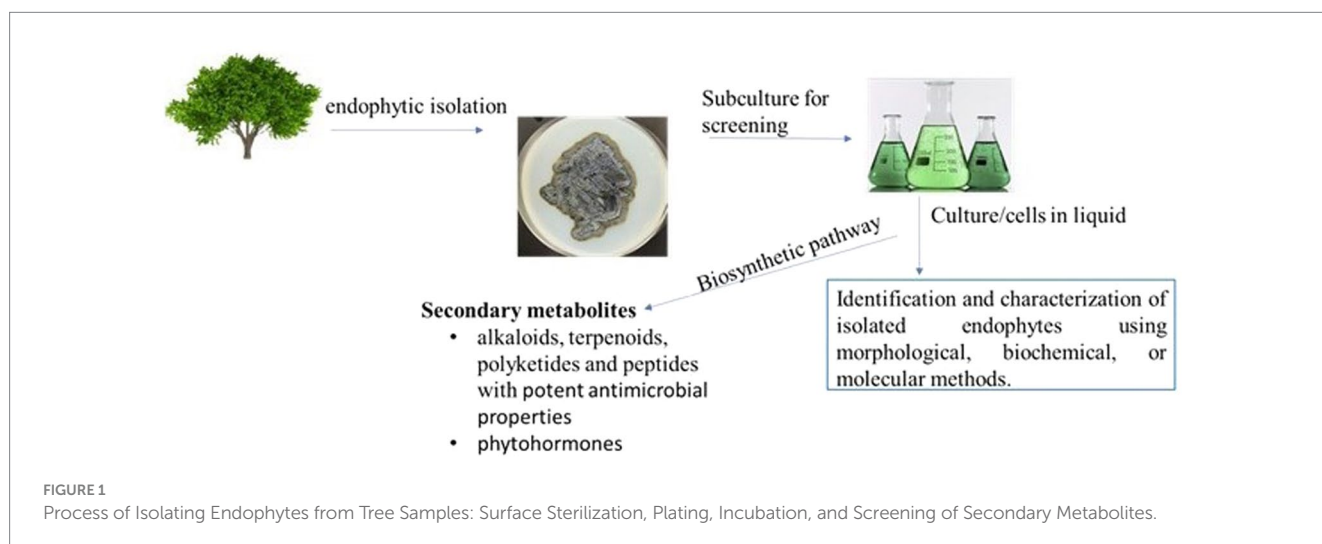 endophytic isolation
Subculture for
screening
Culture/cells in liquid
Biosynthetic pathway
Secondary metabolites
• alkaloids, terpenoids,
polyketides and peptides
with potent antimicrobial
properties
• phytohormones
Identification and characterization of
isolated endophytes using
morphological, biochemical, or
molecular methods.
FIGURE 1
Process of Isolating Endophytes from Tree Samples: Surface Sterilization, Plating, Incubation, and Screening of Secondary Metabolites.